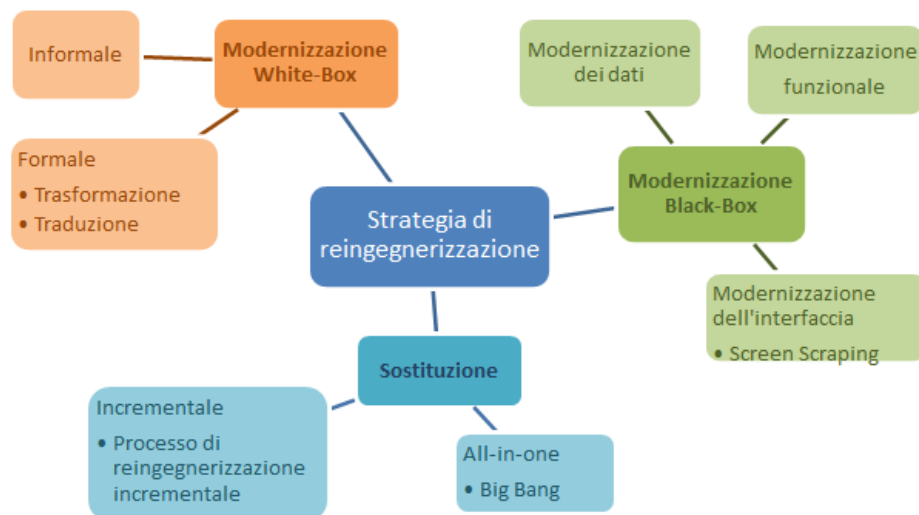 Informale
Modernizzazione
White-Box
Formale
• Trasformazione
• Traduzione
Modernizzazione
dei dati
Modernizzazione
funzionale
Modernizzazione
Black-Box
Strategia di
reingegnerizzazione
Modernizzazione
dell'interfaccia
• Screen Scraping
Sostituzione
Incrementale
• Processo di
reingegnerizzazione
incrementale
All-in-one
• Big Bang